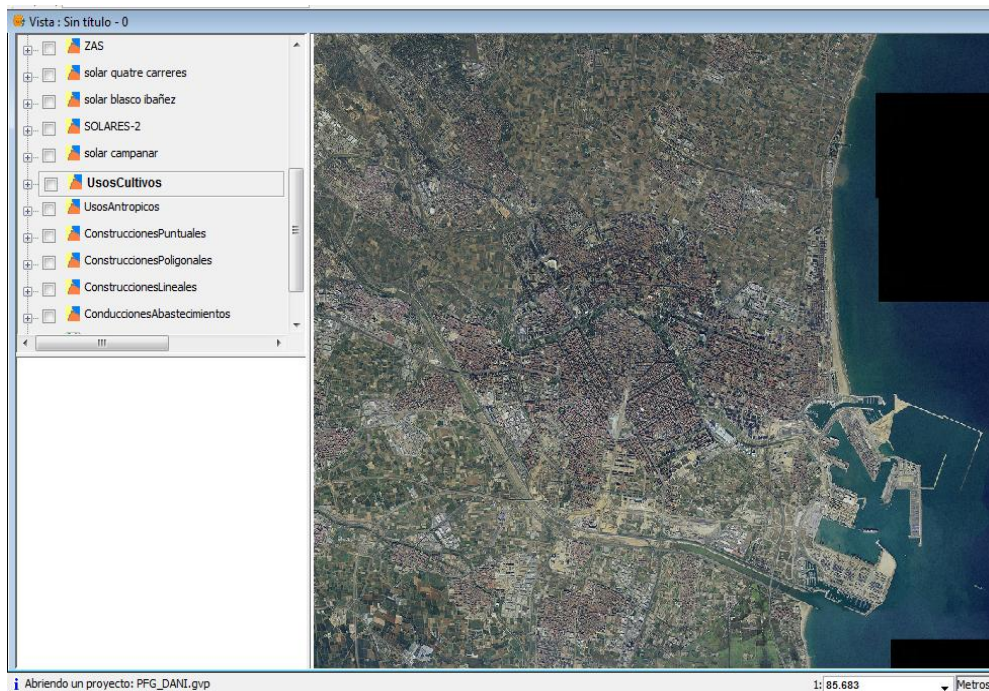 Vista : Sin título - 0
ZAS
solar quatre carreres
solar blasco ibañez
SOLARES-2
solar campanar
UsosCultivos
UsosAntropicos
ConstruccionesPuntuales
ConstruccionesPoligonales
ConstruccionesLineales
ConduccionesAbastecimientos
Abriendo un proyecto: PFG_DANI.gvp
1: 85.683
Metros